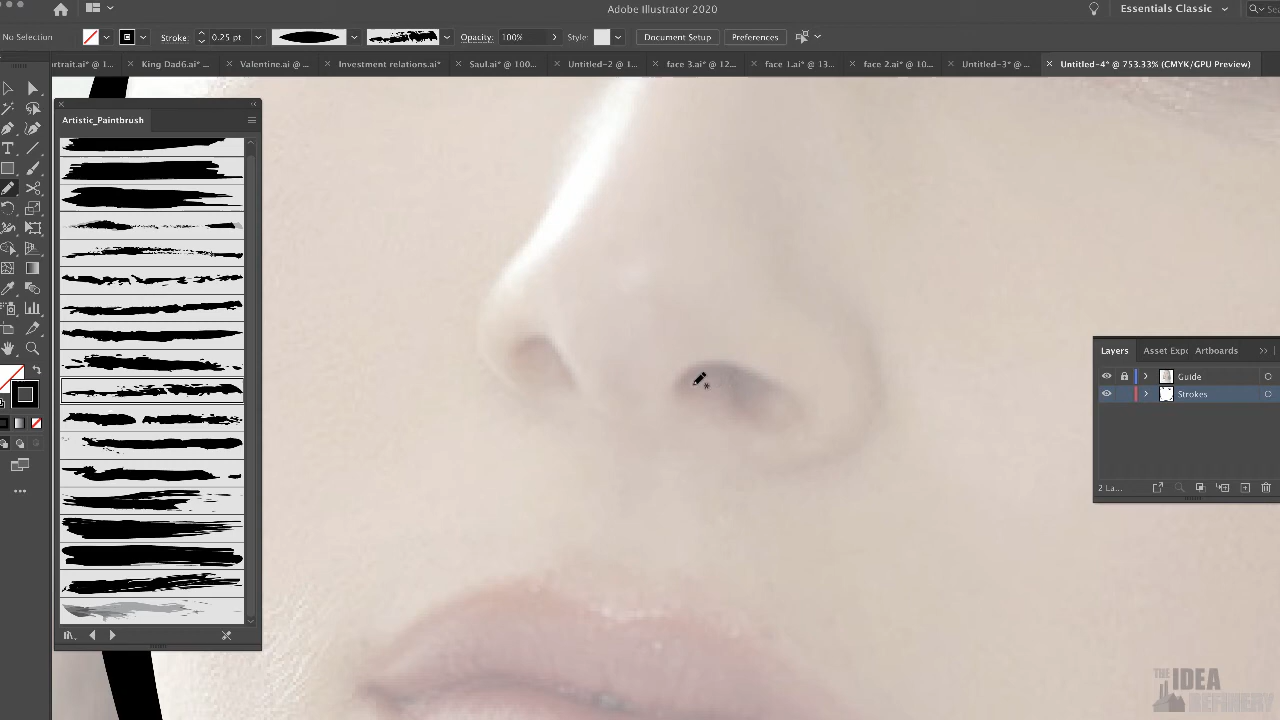 Adobe Illustrator 2020
Essentials Classic
No Selection
Stroke:
0.25 pt
Opacity:
100%
Style:
Document Setup
Preferences
rtrait.ai* @ 1...
King Dad6.ai* ...
Valentine.ai @ ...
Investment relations.ai*
Saul.ai* @ 100...
Untitled-2 @ 1...
face 3.ai* @ 12...
face 1.ai* @ 13...
face 2.ai* @ 10...
Untitled-3* @ ...
Untitled-4* @ 753.33% (CMYK/GPU Preview)
Artistic_Paintbrush
Layers
Asset Expo
Artboards
Guide
Strokes
2 La...
THE IDEA
REFINERY